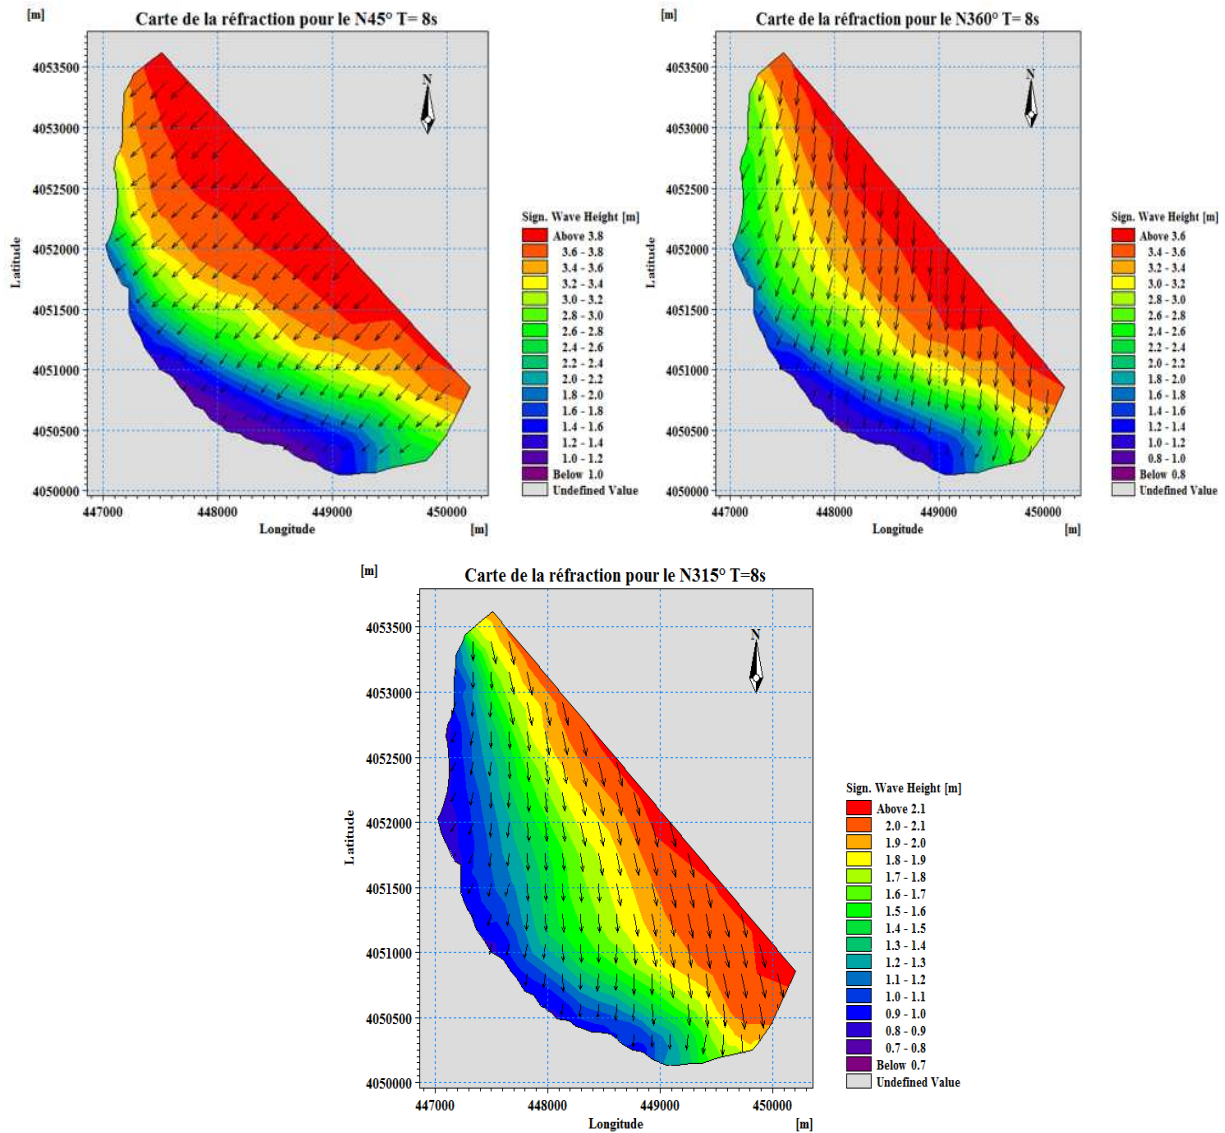 [m]
Carte de la réfraction pour le N45° T= 8s
N
4053500
4053000
4052500
4052000
4051500
4051000
4050500
4050000
Latitude
447000
448000
449000
450000
Longitude
[m]
Sign. Wave Height [m]
Above 3.8
3.6 - 3.8
3.4 - 3.6
3.2 - 3.4
3.0 - 3.2
2.8 - 3.0
2.6 - 2.8
2.4 - 2.6
2.2 - 2.4
2.0 - 2.2
1.8 - 2.0
1.6 - 1.8
1.4 - 1.6
1.2 - 1.4
1.0 - 1.2
Below 1.0
Undefined Value
[m]
Carte de la réfraction pour le N360° T= 8s
N
4053500
4053000
4052500
4052000
4051500
4051000
4050500
4050000
Latitude
447000
448000
449000
450000
Longitude
[m]
Sign. Wave Height [m]
Above 3.6
3.4 - 3.6
3.2 - 3.4
3.0 - 3.2
2.8 - 3.0
2.6 - 2.8
2.4 - 2.6
2.2 - 2.4
2.0 - 2.2
1.8 - 2.0
1.6 - 1.8
1.4 - 1.6
1.2 - 1.4
1.0 - 1.2
0.8 - 1.0
Below 0.8
Undefined Value
[m]
Carte de la réfraction pour le N315° T=8s
N
4053500
4053000
4052500
4052000
4051500
4051000
4050500
4050000
Latitude
447000
448000
449000
450000
Longitude
[m]
Sign. Wave Height [m]
Above 2.1
2.0 - 2.1
1.9 - 2.0
1.8 - 1.9
1.7 - 1.8
1.6 - 1.7
1.5 - 1.6
1.4 - 1.5
1.3 - 1.4
1.2 - 1.3
1.1 - 1.2
1.0 - 1.1
0.9 - 1.0
0.8 - 0.9
0.7 - 0.8
Below 0.7
Undefined Value